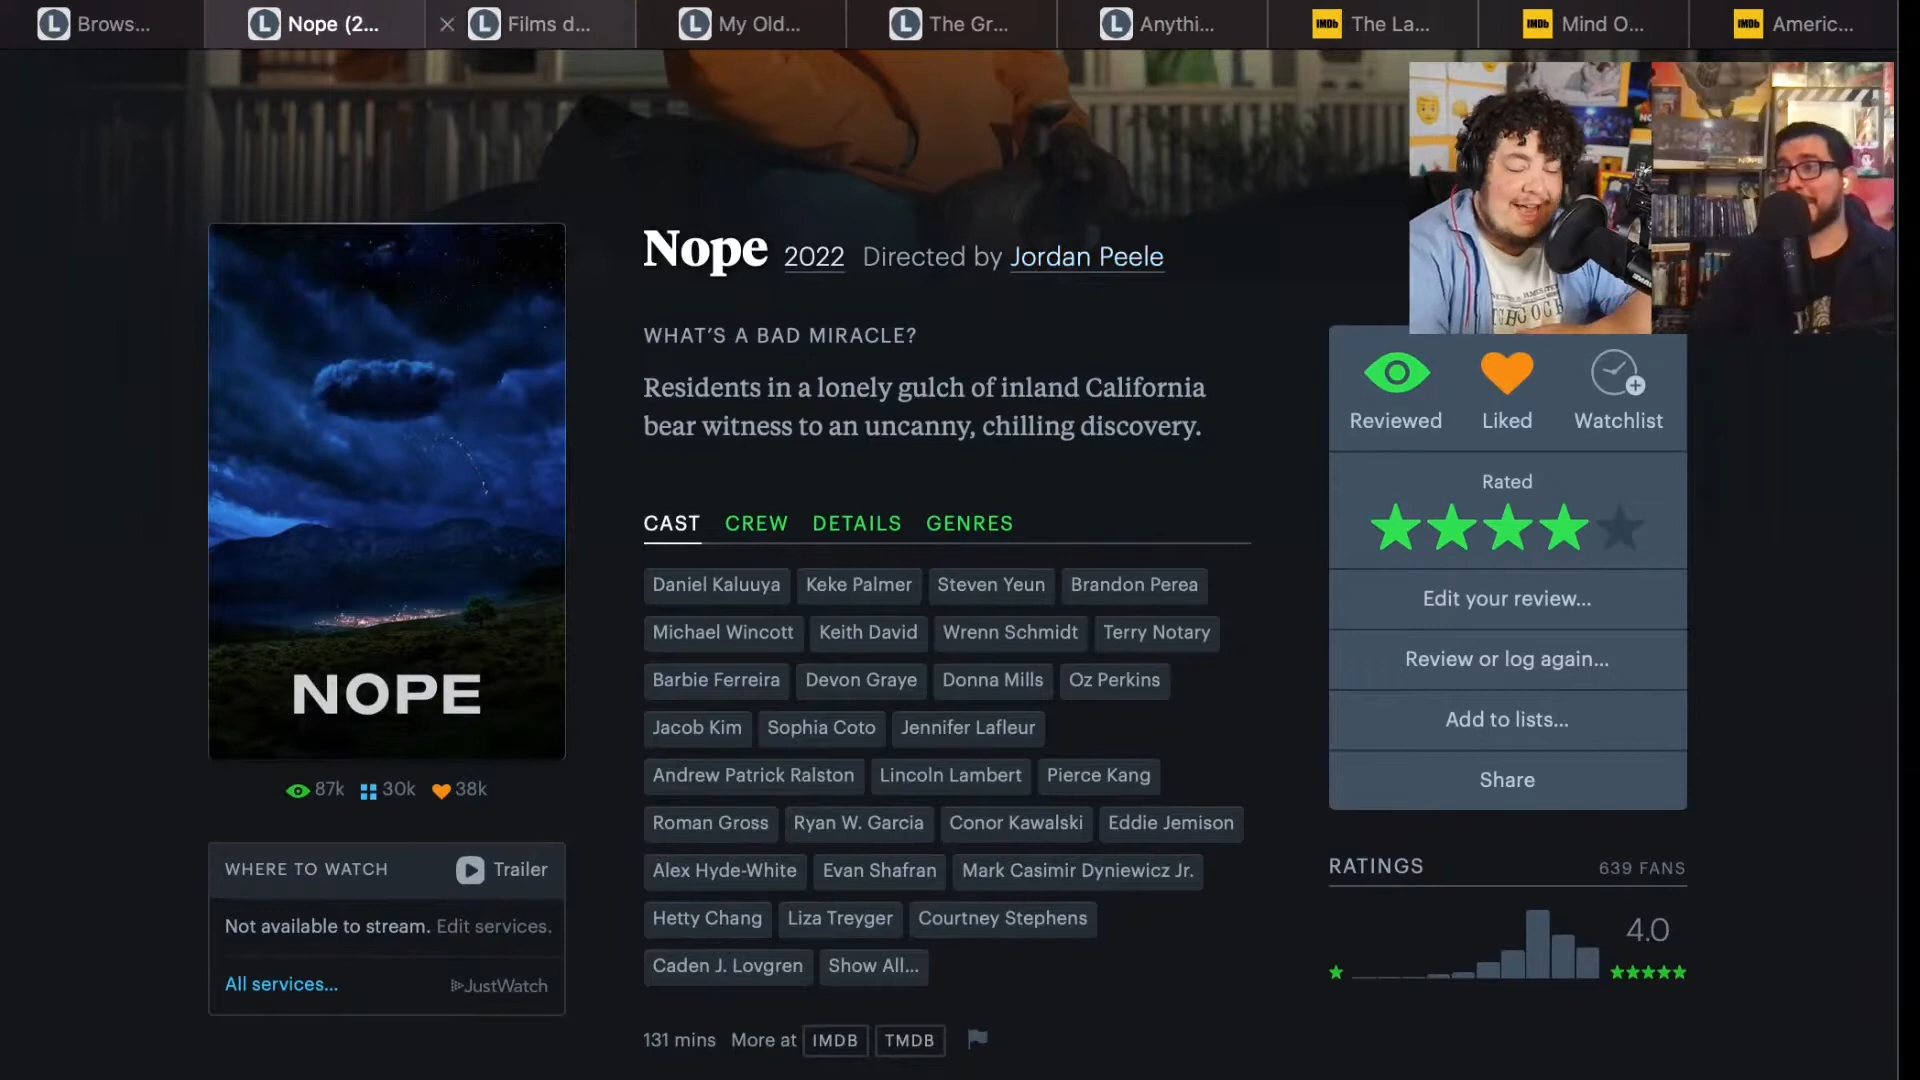 Brows...
Nope (2...
Films d...
My Old...
The Gr...
Anythi...
IMDb The La...
IMDb Mind O...
IMDb Americ...
Nope 2022 Directed by Jordan Peele
WHAT'S A BAD MIRACLE?
Residents in a lonely gulch of inland California
bear witness to an uncanny, chilling discovery.
CAST CREW DETAILS GENRES
Daniel Kaluuya Keke Palmer Steven Yeun Brandon Perea
Michael Wincott Keith David Wrenn Schmidt Terry Notary
Barbie Ferreira Devon Graye Donna Mills Oz Perkins
Jacob Kim Sophia Coto Jennifer Lafleur
Andrew Patrick Ralston Lincoln Lambert Pierce Kang
Roman Gross Ryan W. Garcia Conor Kawalski Eddie Jemison
Alex Hyde-White Evan Shafran Mark Casimir Dyniewicz Jr.
Hetty Chang Liza Treyger Courtney Stephens
Caden J. Lovgren Show All...
131 mins More at IMDB TMDB
NOPE
87k 30k 38k
WHERE TO WATCH Trailer
Not available to stream. Edit services.
All services... JustWatch
Reviewed Liked Watchlist
Rated
Edit your review...
Review or log again...
Add to lists...
Share
RATINGS 639 FANS
4.0